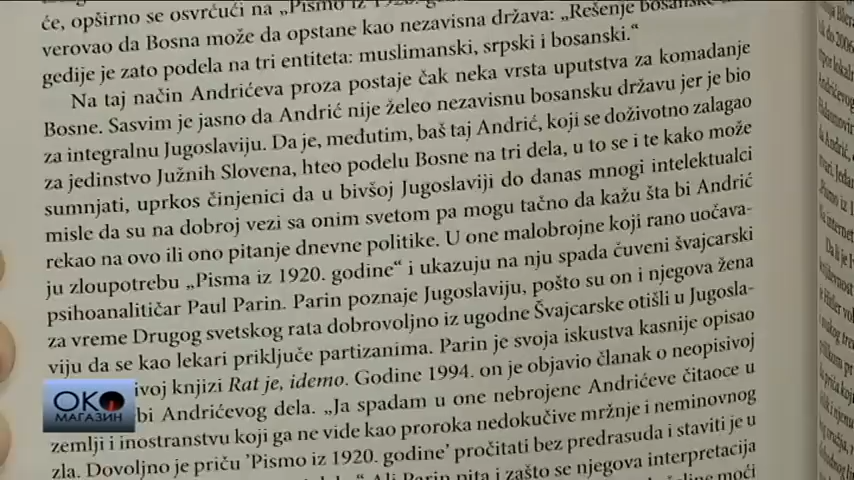 će, opširno se osvrćući na „Pismo iz 1920.
verovao da Bosna može da opstane kao nezavisna država: „Rešenje bosanske
gedije je zato podela na tri entiteta: muslimanski, srpski i bosanski.“
Na taj način Andrićeva proza postaje čak neka vrsta uputstva za komadanje
Bosne. Sasvim je jasno da Andrić nije želeo nezavisnu bosansku državu jer je bio
za integralnu Jugoslaviju. Da je, međutim, baš taj Andrić, koji se doživotno zalagao
za jedinstvo Južnih Slovena, hteo podelu Bosne na tri dela, u to se i te kako može
sumnjati, uprkos činjenici da u bivšoj Jugoslaviji do danas mnogi intelektualci
misle da su na dobroj vezi sa onim svetom pa mogu tačno da kažu šta bi Andrić
rekao na ovo ili ono pitanje dnevne politike. U one malobrojne koji rano uočava-
ju zloupotrebu „Pisma iz 1920. godine“ i ukazuju na nju spada čuveni švajcarski
psihoanalitičar Paul Parin. Parin poznaje Jugoslaviju, pošto su on i njegova žena
za vreme Drugog svetskog rata dobrovoljno iz ugodne Švajcarske otišli u Jugosla-
viju da se kao lekari priključe partizanima. Parin je svoja iskustva kasnije opisao
ivoj knjizi Rat je, idemo. Godine 1994. on je objavio članak o neopisivoj
bi Andrićevog dela. „Ja spadam u one nebrojene Andrićeve čitaoce u
zemlji i inostranstvu koji ga ne vide kao proroka nedokučive mržnje i neminovnog
zla. Dovoljno je priču 'Pismo iz 1920. godine' pročitati bez predrasuda i staviti je u
Ali Parin pita i zašto se njegova interpretacija
moći
ОКО
МАГАЗИН